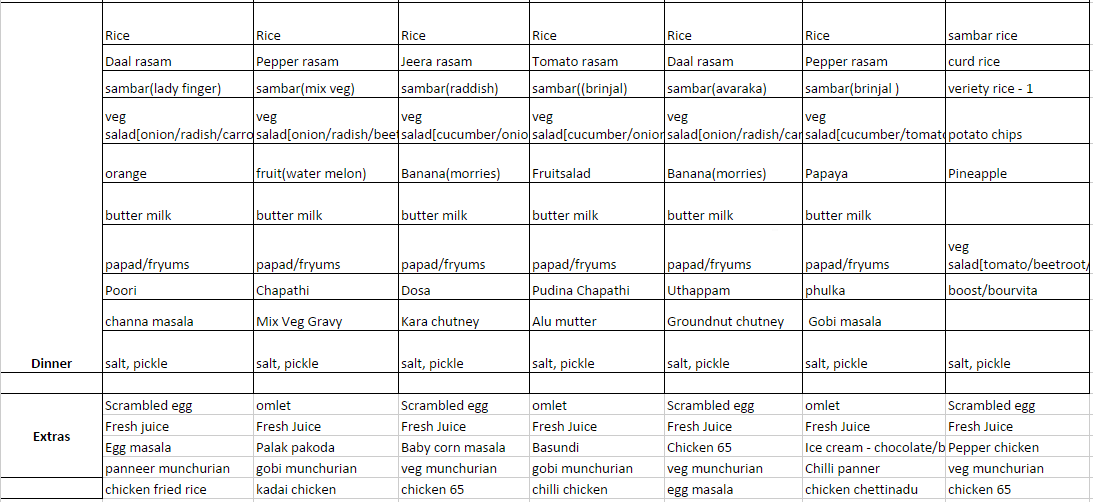 Rice Rice Rice Rice Rice Rice sambar rice
Daal rasam Pepper rasam Jeera rasam Tomato rasam Daal rasam Pepper rasam curd rice
sambar(lady finger) sambar(mix veg) sambar(raddish) sambar((brinjal) sambar(avaraka) sambar(brinjal ) veriety rice - 1
veg veg veg veg veg veg
salad[onion/radish/carro salad[onion/radish/bee salad[cucumber/onio salad[cucumber/onior salad[onion/radish/car salad[cucumber/tomato potato chips
orange fruit(water melon) Banana(morries) Fruitsalad Banana(morries) Papaya Pineapple
butter milk butter milk butter milk butter milk butter milk butter milk
veg
papad/fryums papad/fryums papad/fryums papad/fryums papad/fryums papad/fryums salad[tomato/beetroot/
Poori Chapathi Dosa Pudina Chapathi Uthappam phulka boost/bourvita
channa masala Mix Veg Gravy Kara chutney Alu mutter Groundnut chutney Gobi masala
Dinner salt, pickle salt, pickle salt, pickle salt, pickle salt, pickle salt, pickle salt, pickle
Scrambled egg omlet Scrambled egg omlet Scrambled egg omlet Scrambled egg
Extras Fresh juice Fresh Juice Fresh Juice Fresh Juice Fresh Juice Fresh Juice Fresh Juice
Egg masala Palak pakoda Baby corn masala Basundi Chicken 65 Ice cream - chocolate/b Pepper chicken
panneer munchurian gobi munchurian veg munchurian gobi munchurian veg munchurian Chilli panner veg munchurian
chicken fried rice kadai chicken chicken 65 chilli chicken egg masala chicken chettinadu chicken 65